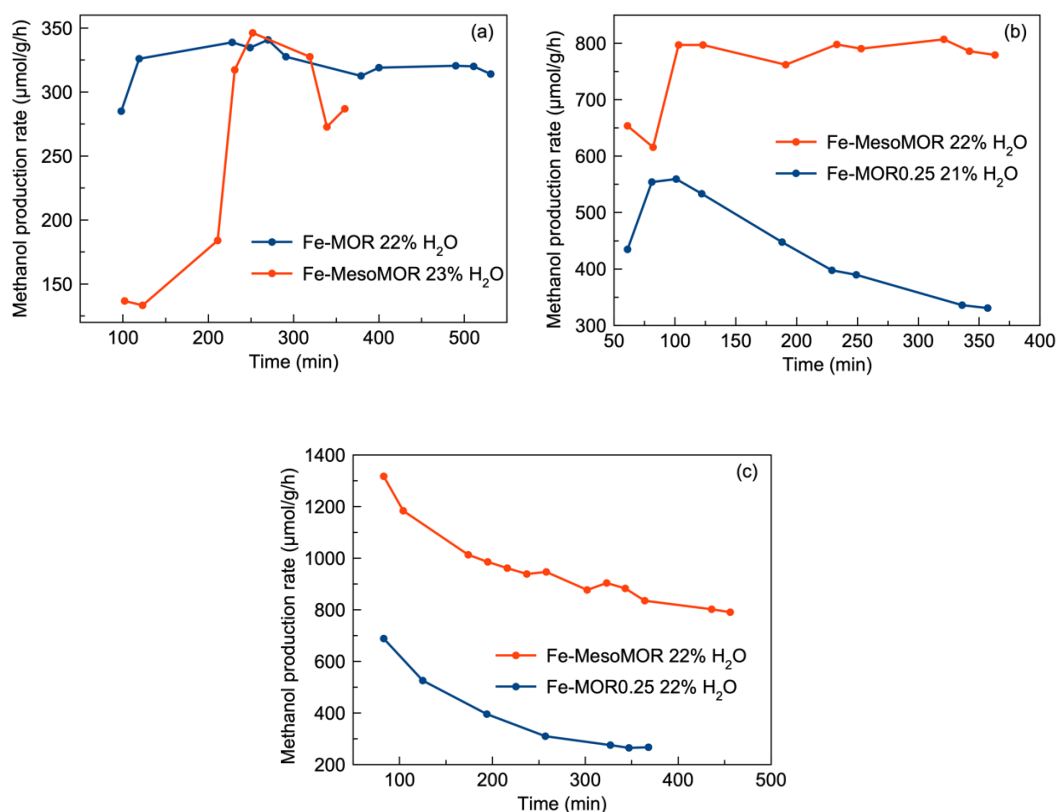 (a)
Methanol production rate (µmol/g/h)
350
300
250
200
150
Fe-MOR 22% H₂O
Fe-MesoMOR 23% H₂O
100 200 300 400 500
Time (min)
(b)
Methanol production rate (µmol/g/h)
800
700
600
500
400
300
Fe-MesoMOR 22% H₂O
Fe-MOR0.25 21% H₂O
50 100 150 200 250 300 350 400
Time (min)
(c)
Methanol production rate (µmol/g/h)
1400
1200
1000
800
600
400
200
Fe-MesoMOR 22% H₂O
Fe-MOR0.25 22% H₂O
100 200 300 400 500
Time (min)